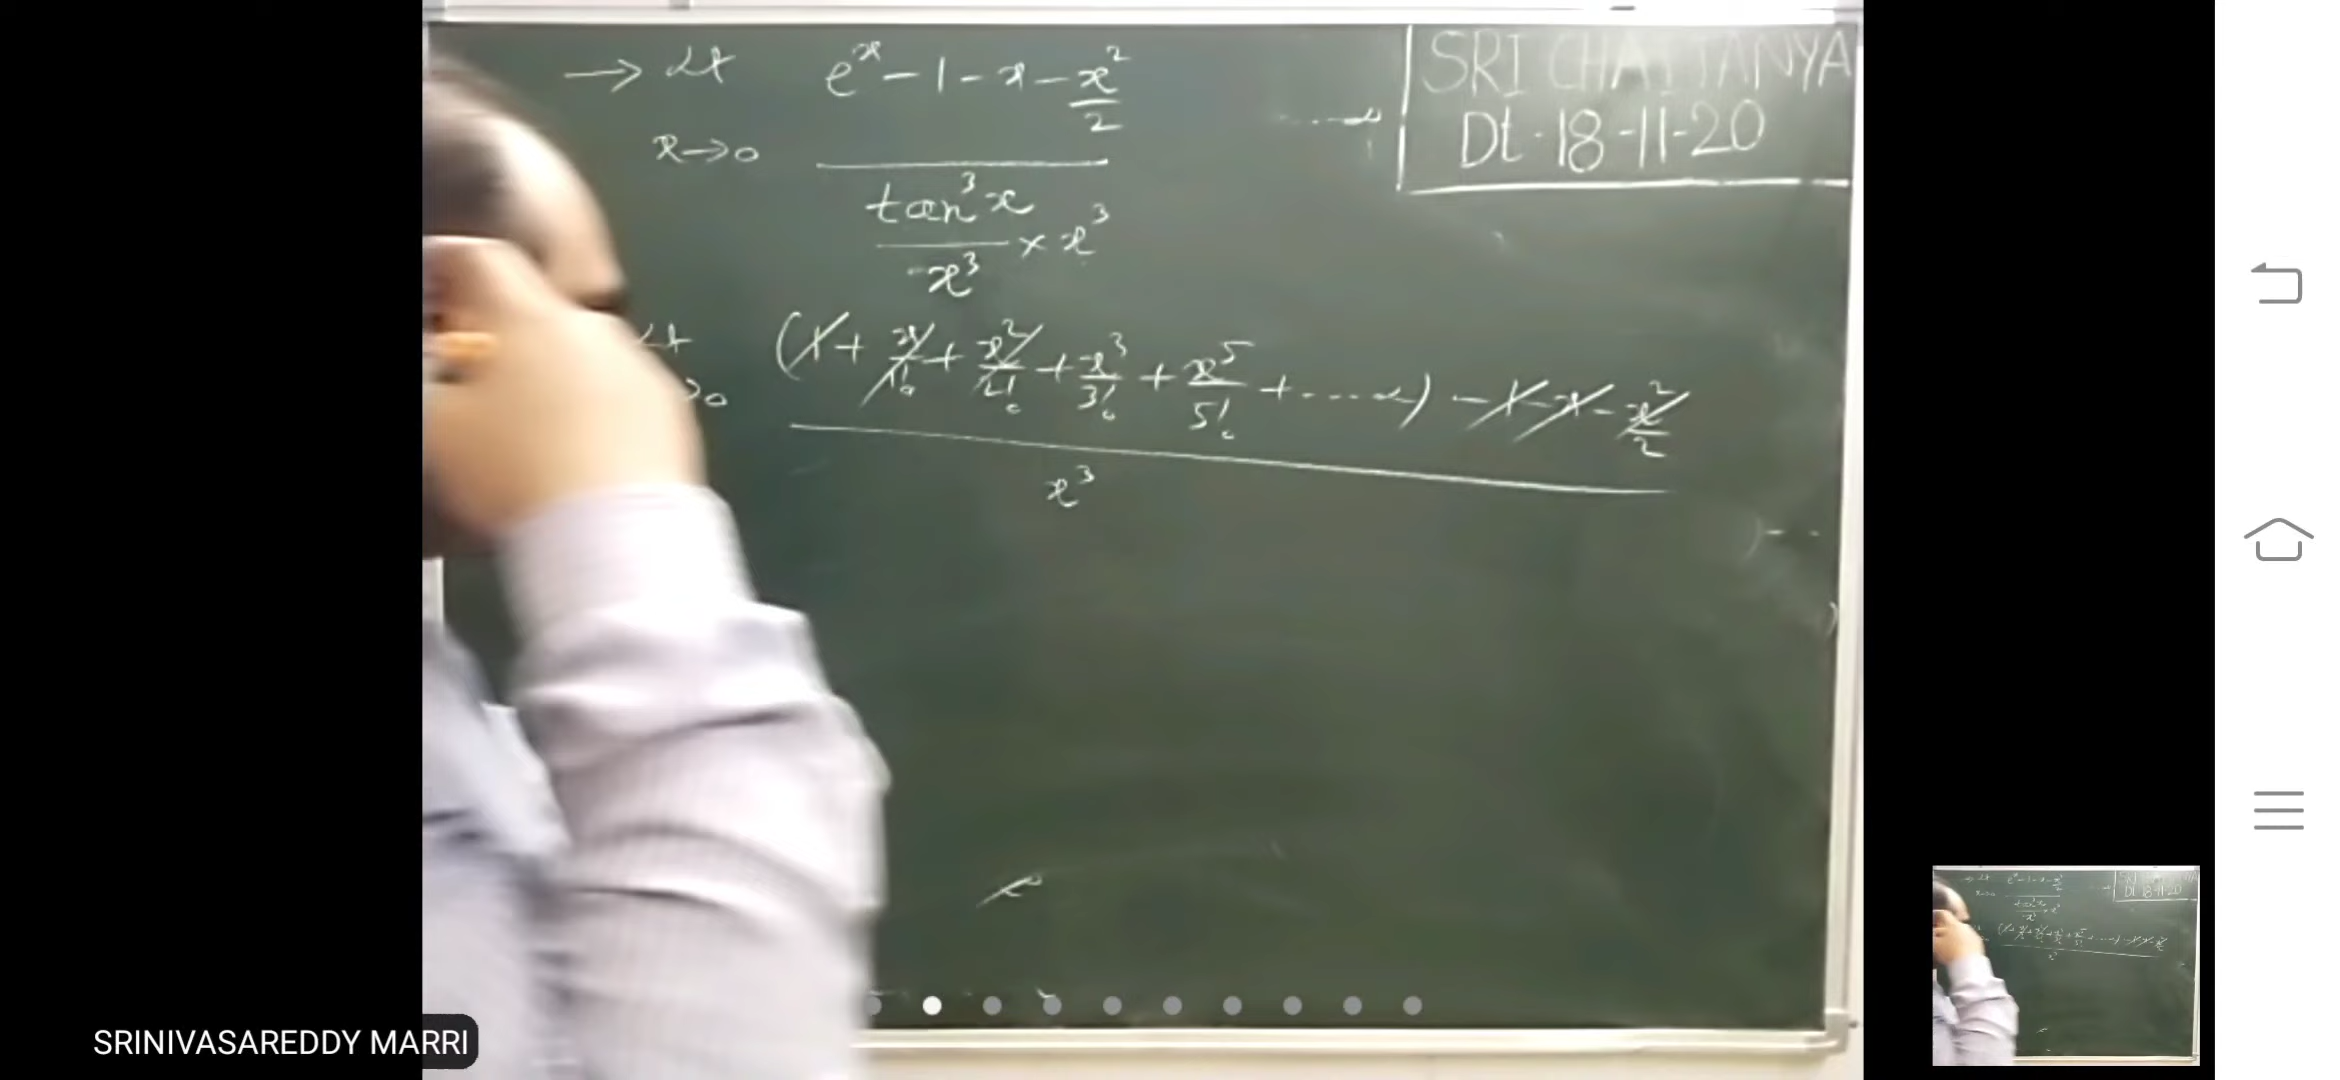 → Lt e^x - 1 - x - x²/2
x→0
tan³x/x³ × x³
Lt (1 + x/1! + x²/2! + x³/3! + x⁵/5! + ....) - 1 - x - x²/2
→0
x³
SRI CHAITANYA
Dt-18-11-20
SRINIVASAREDDY MARRI